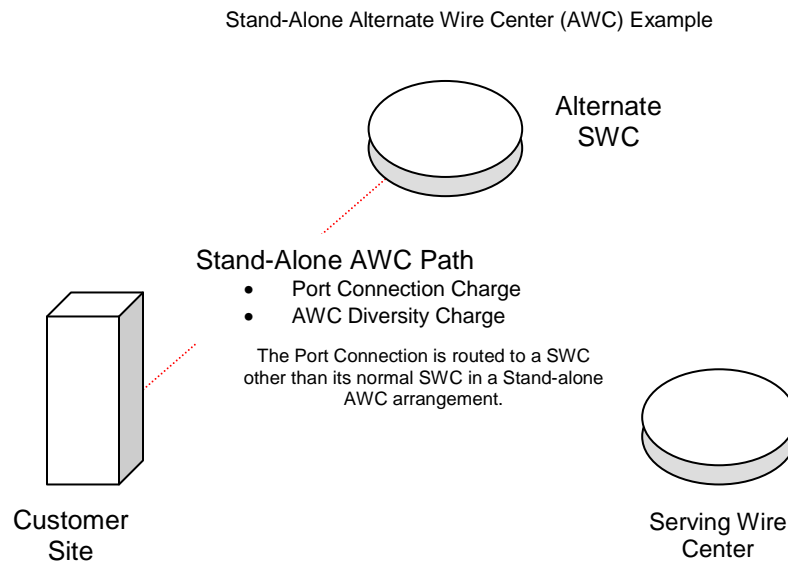 Stand-Alone Alternate Wire Center (AWC) Example
Alternate
SWC
Stand-Alone AWC Path
• Port Connection Charge
• AWC Diversity Charge
The Port Connection is routed to a SWC
other than its normal SWC in a Stand-alone
AWC arrangement.
Customer
Site
Serving Wire
Center